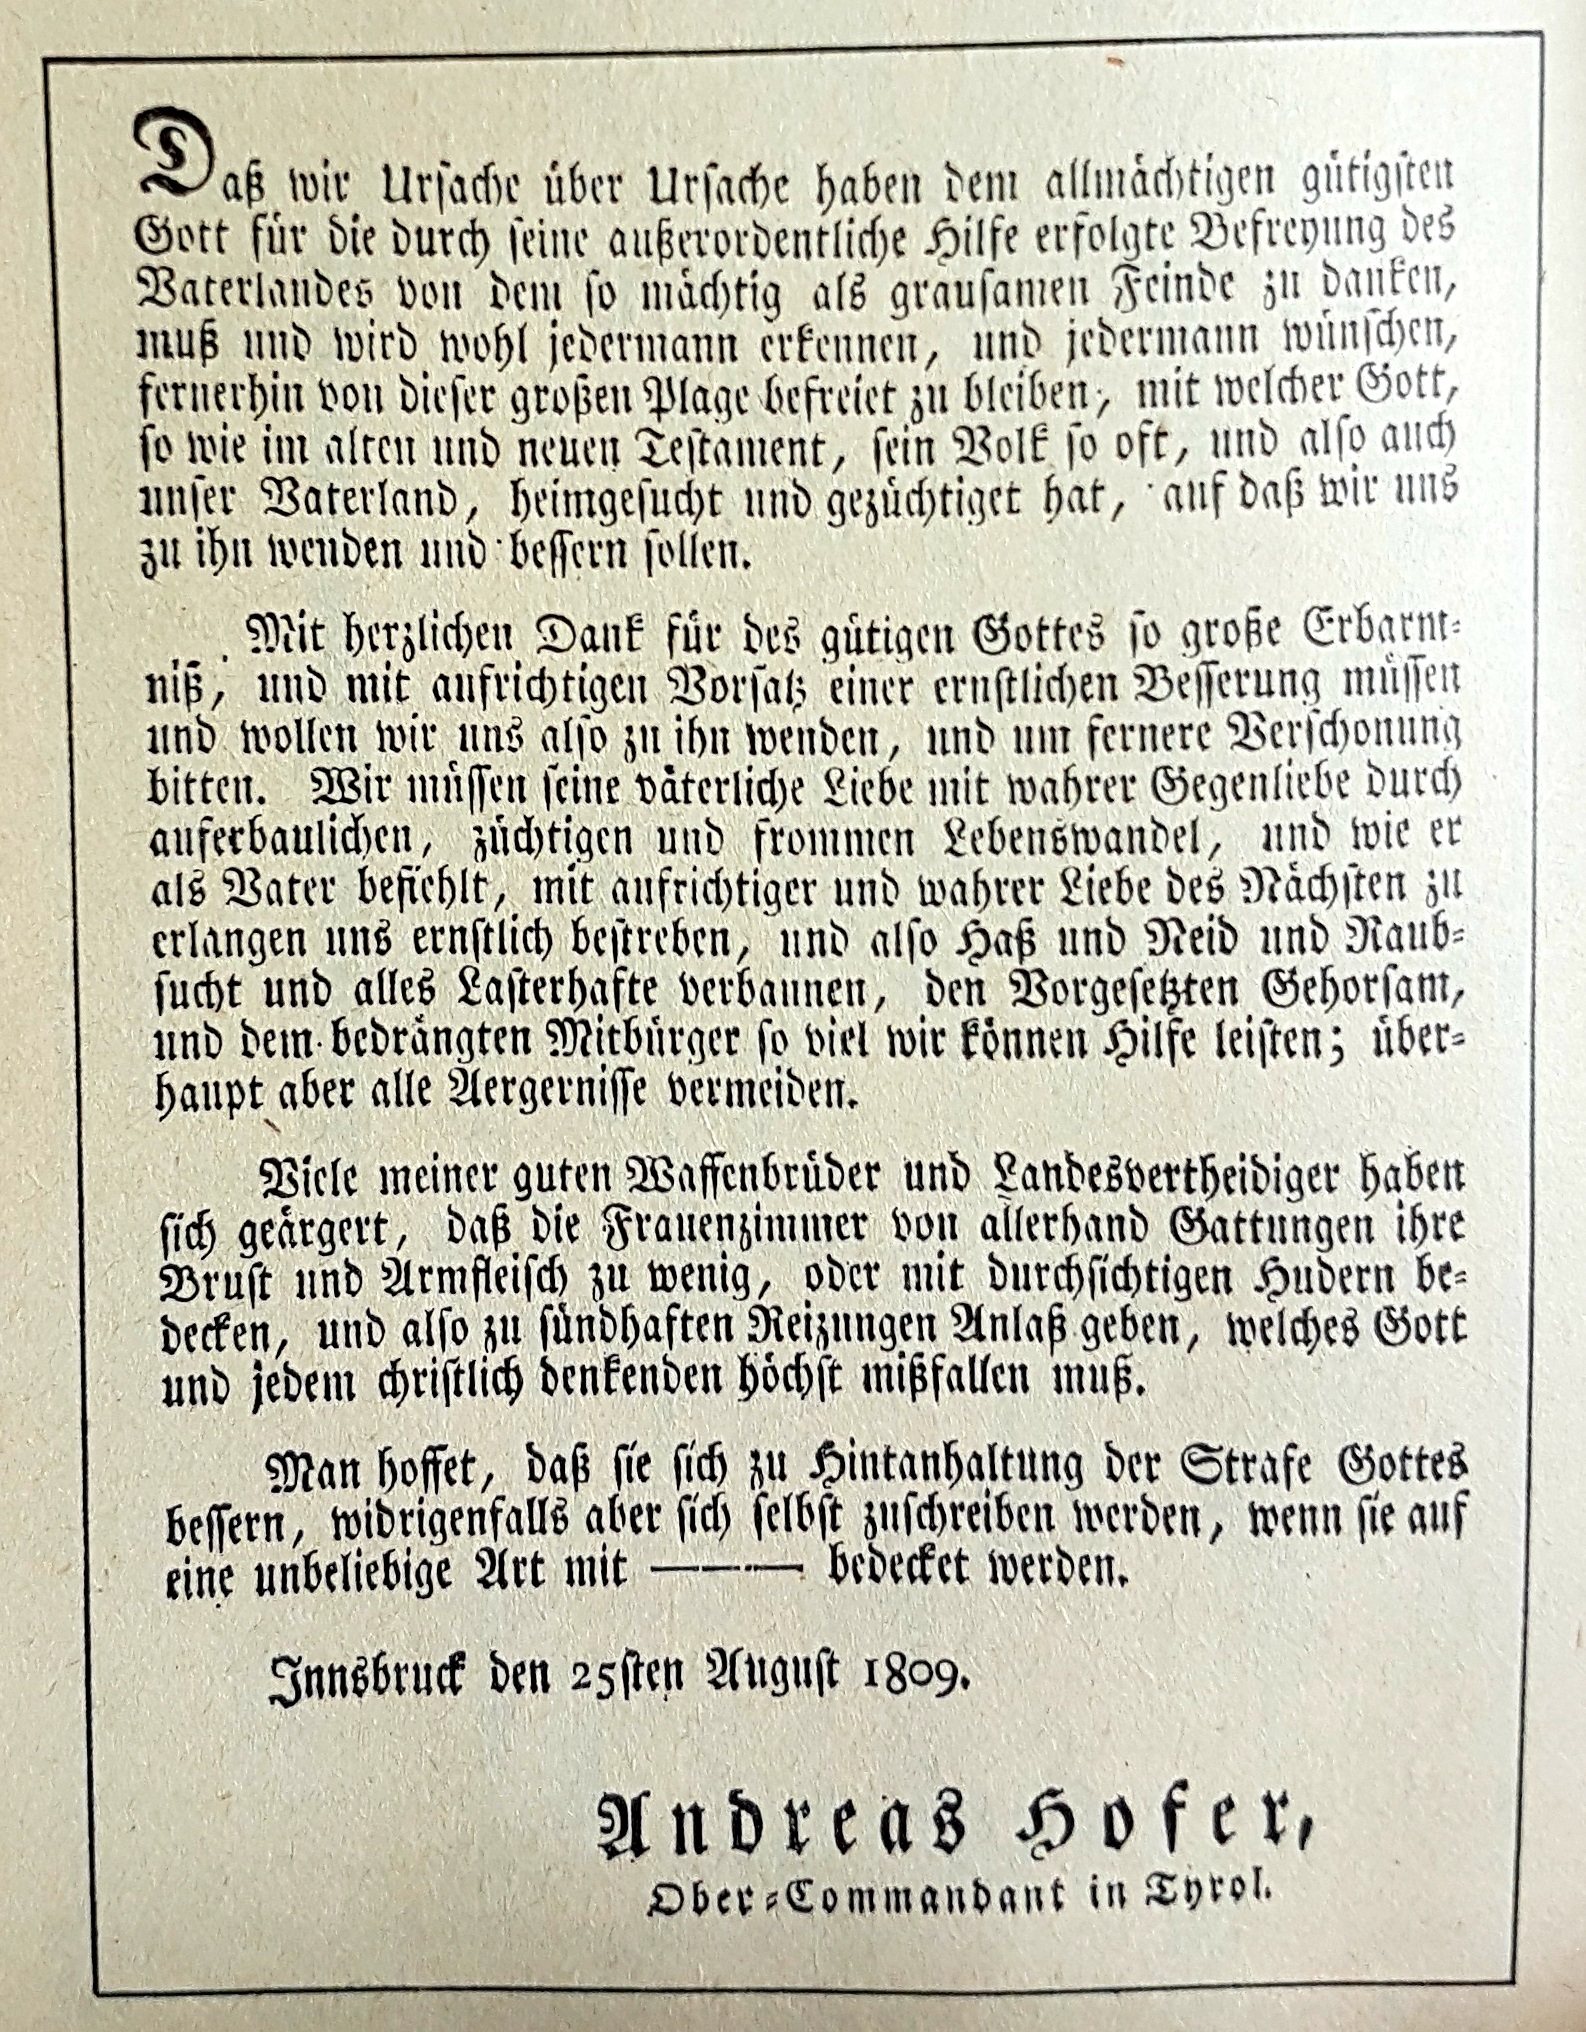 Daß wir Ursache über Ursache haben dem allmächtigen gütigsten
Gott für die durch seine außerordentliche Hilfe erfolgte Befreyung des
Vaterlandes von dem so mächtig als grausamen Feinde zu danken,
muß und wird wohl jedermann erkennen, und jedermann wünschen,
fernerhin von dieser großen Plage befreiet zu bleiben, mit welcher Gott,
so wie im alten und neuen Testament, sein Volk so oft, und also auch
unser Vaterland, heimgesucht und gezüchtiget hat, auf daß wir uns
zu ihn wenden und bessern sollen.
Mit herzlichen Dank für des gütigen Gottes so große Erbarm-
niß, und mit aufrichtigen Vorsatz einer ernstlichen Besserung müssen
und wollen wir uns also zu ihn wenden, und um fernere Verschonung
bitten. Wir müssen seine väterliche Liebe mit wahrer Gegenliebe durch
auferbaulichen, züchtigen und frommen Lebenswandel, und wie er
als Vater befiehlt, mit aufrichtiger und wahrer Liebe des Nächsten zu
erlangen uns ernstlich bestreben, und also Haß und Neid und Raub-
sucht und alles Lasterhafte verbannen, den Vorgesetzten Gehorsam,
und dem bedrängten Mitbürger so viel wir können Hilfe leisten; über-
haupt aber alle Aergernisse vermeiden.
Viele meiner guten Waffenbrüder und Landesvertheidiger haben
sich geärgert, daß die Frauenzimmer von allerhand Gattungen ihre
Brust und Armfleisch zu wenig, oder mit durchsichtigen Hudern be-
decken, und also zu sündhaften Reizungen Anlaß geben, welches Gott
und jedem christlich denkenden höchst mißfallen muß.
Man hoffet, daß sie sich zu Hintanhaltung der Strafe Gottes
bessern, widrigenfalls aber sich selbst zuschreiben werden, wenn sie auf
eine unbeliebige Art mit ——— bedecket werden.
Innsbruck den 25sten August 1809.
Andreas Hofer,
Ober-Commandant in Tyrol.